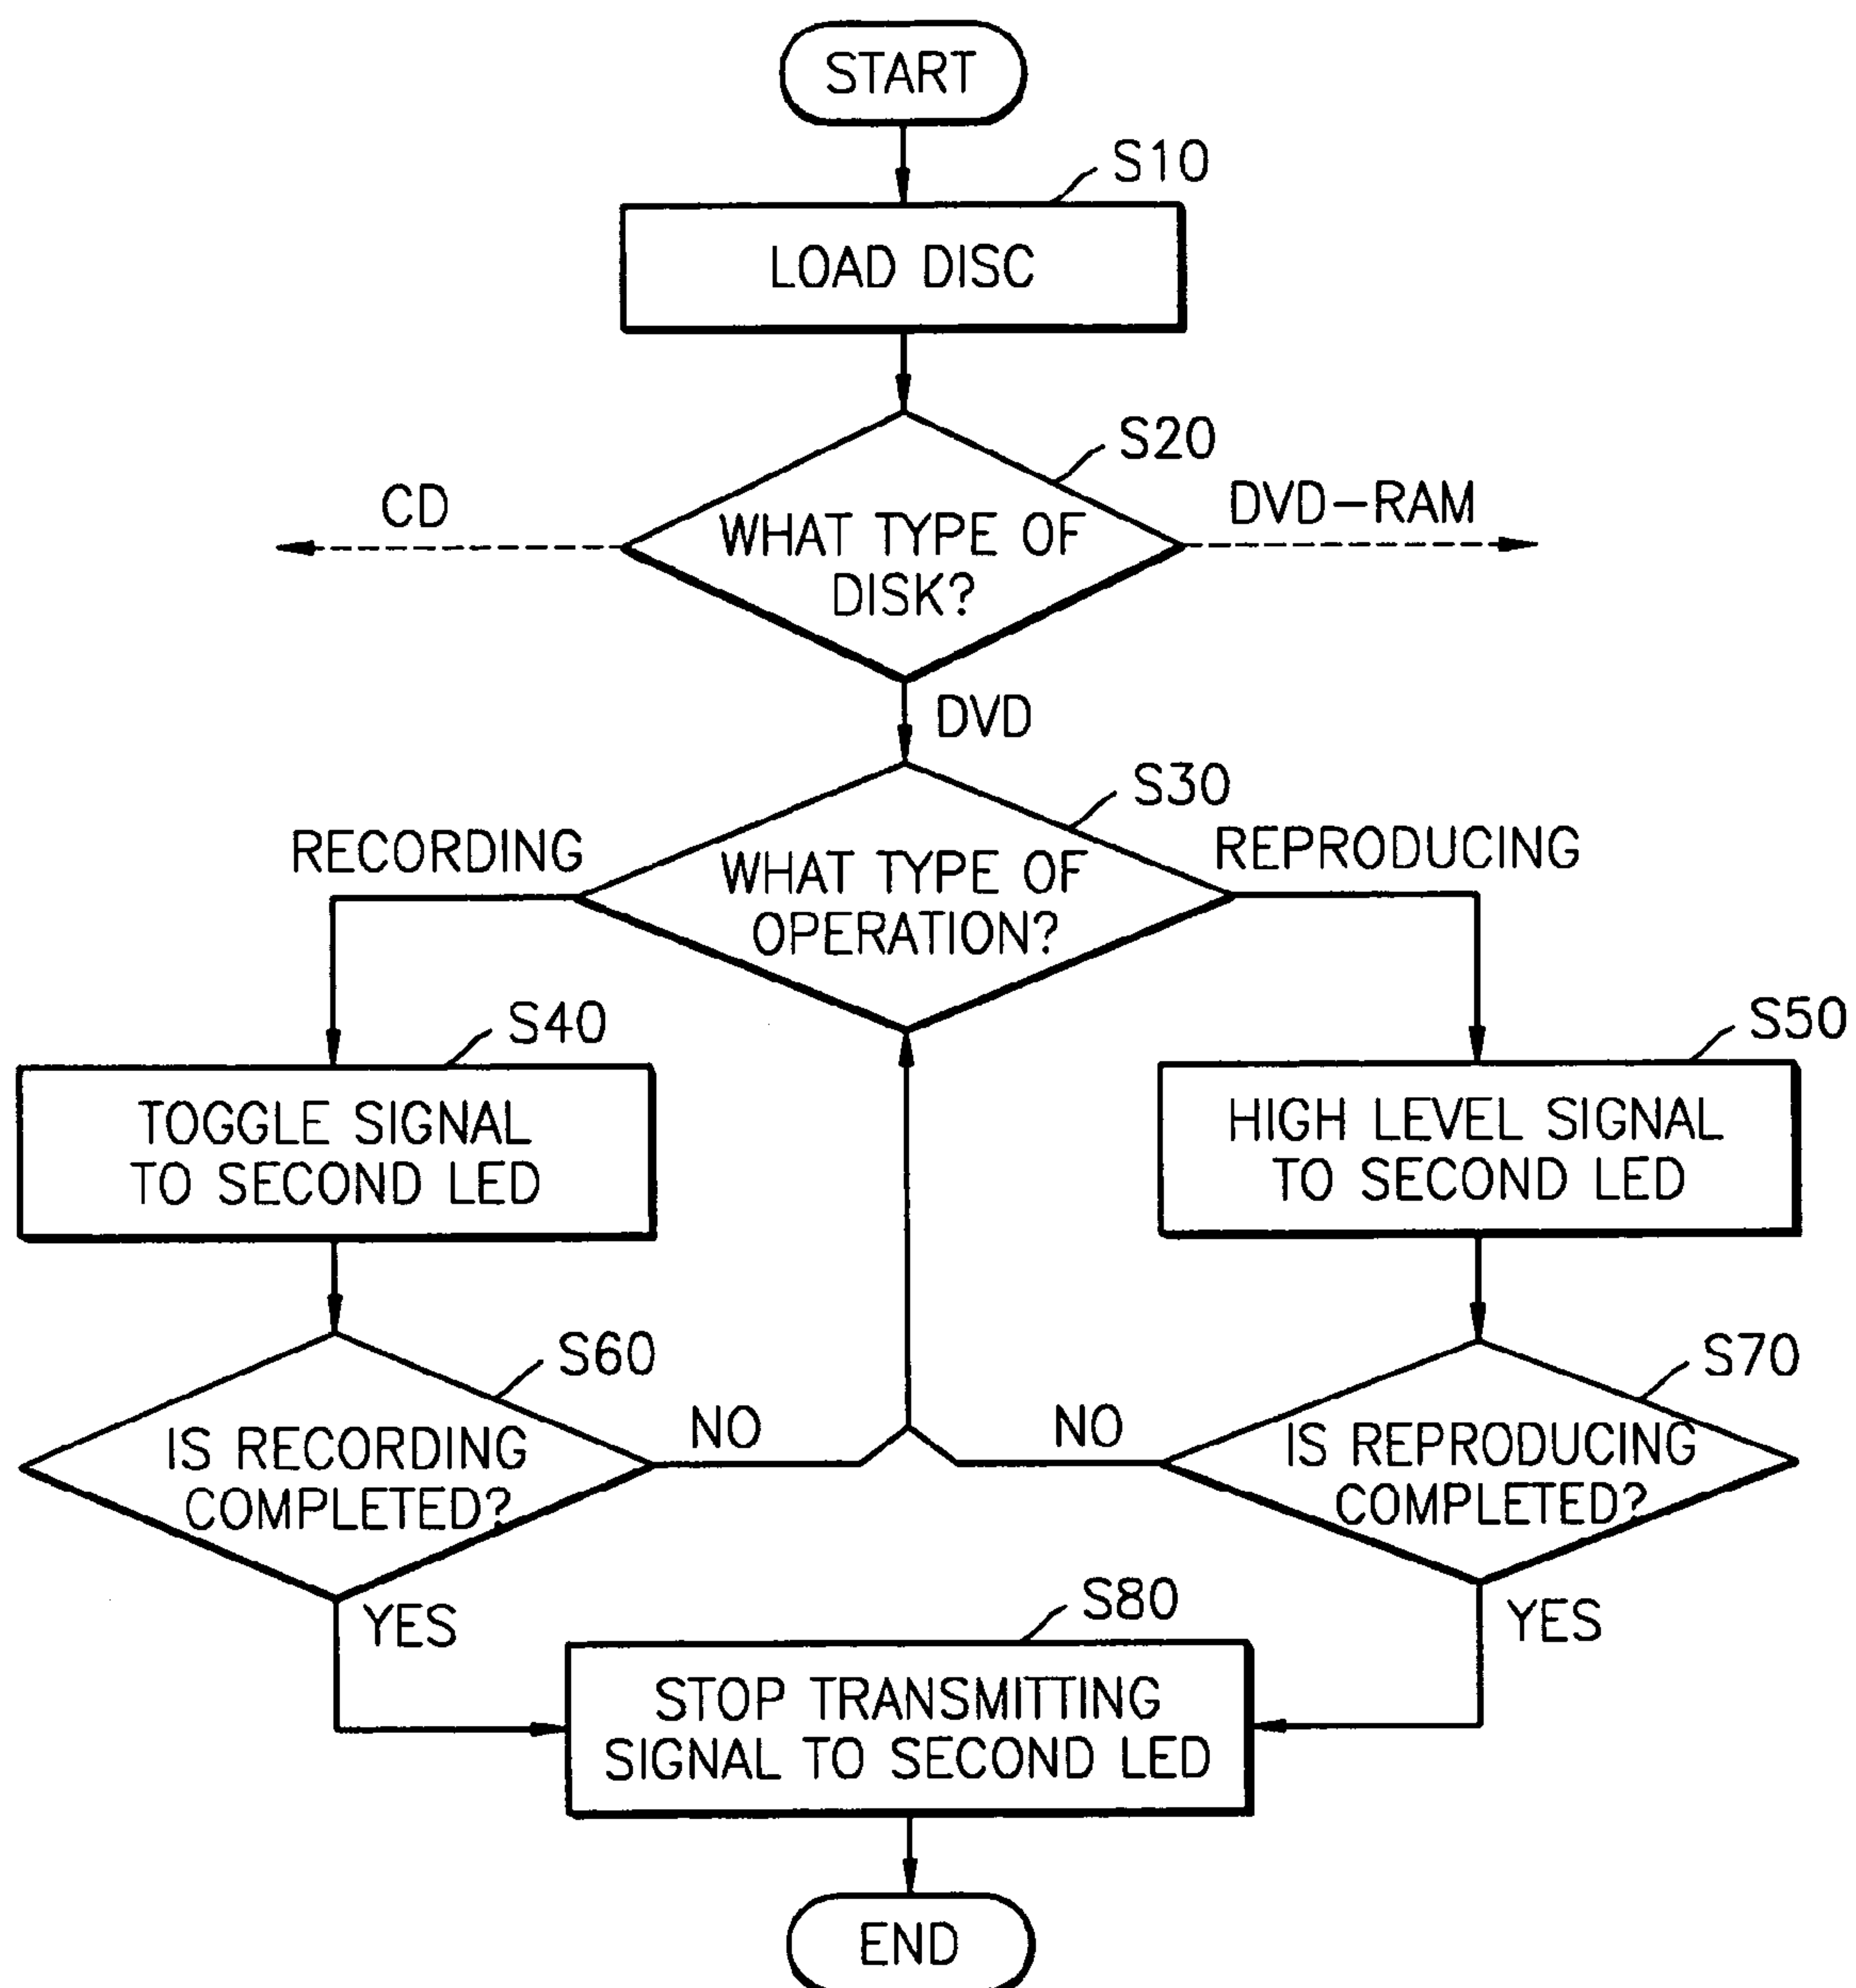 START
S10
LOAD DISC
S20
CD
DVD-RAM
WHAT TYPE OF
DISK?
DVD
S30
RECORDING
REPRODUCING
WHAT TYPE OF
OPERATION?
S40
S50
TOGGLE SIGNAL
TO SECOND LED
HIGH LEVEL SIGNAL
TO SECOND LED
S60
S70
NO
NO
IS RECORDING
COMPLETED?
IS REPRODUCING
COMPLETED?
YES
S80
YES
STOP TRANSMITTING
SIGNAL TO SECOND LED
END